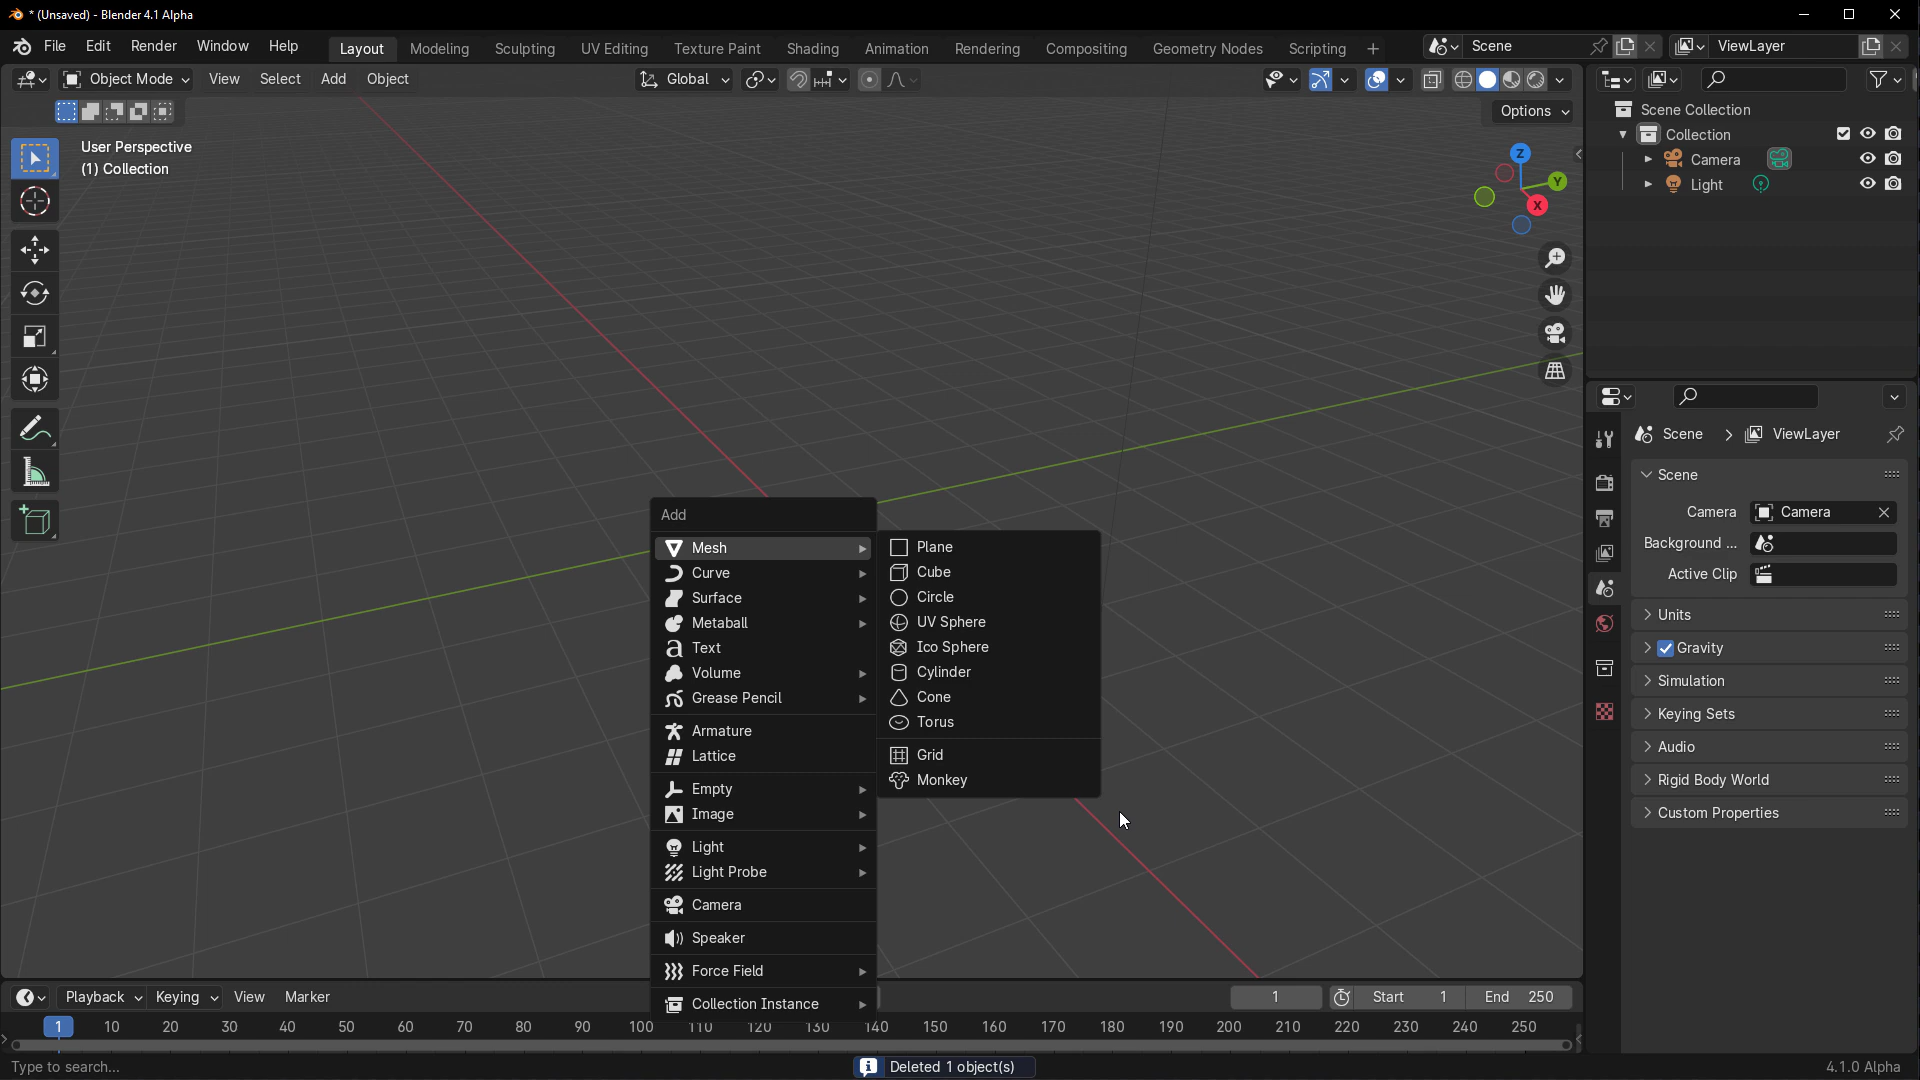 * (Unsaved) - Blender 4.1 Alpha
File Edit Render Window Help
Layout Modeling Sculpting UV Editing Texture Paint Shading Animation Rendering Compositing Geometry Nodes Scripting +
Scene
ViewLayer
Object Mode View Select Add Object
Global
Options
User Perspective
(1) Collection
Z
Y
X
Scene Collection
Collection
Camera
Light
Scene > ViewLayer
Scene
Camera Camera
Background ...
Active Clip
Units
Gravity
Simulation
Keying Sets
Audio
Rigid Body World
Custom Properties
Add
Mesh
Curve
Surface
Metaball
Text
Volume
Grease Pencil
Armature
Lattice
Empty
Image
Light
Light Probe
Camera
Speaker
Force Field
Collection Instance
Plane
Cube
Circle
UV Sphere
Ico Sphere
Cylinder
Cone
Torus
Grid
Monkey
Playback Keying View Marker
1 Start 1 End 250
1 10 20 30 40 50 60 70 80 90 100 110 120 130 140 150 160 170 180 190 200 210 220 230 240 250
Type to search...
Deleted 1 object(s)
4.1.0 Alpha